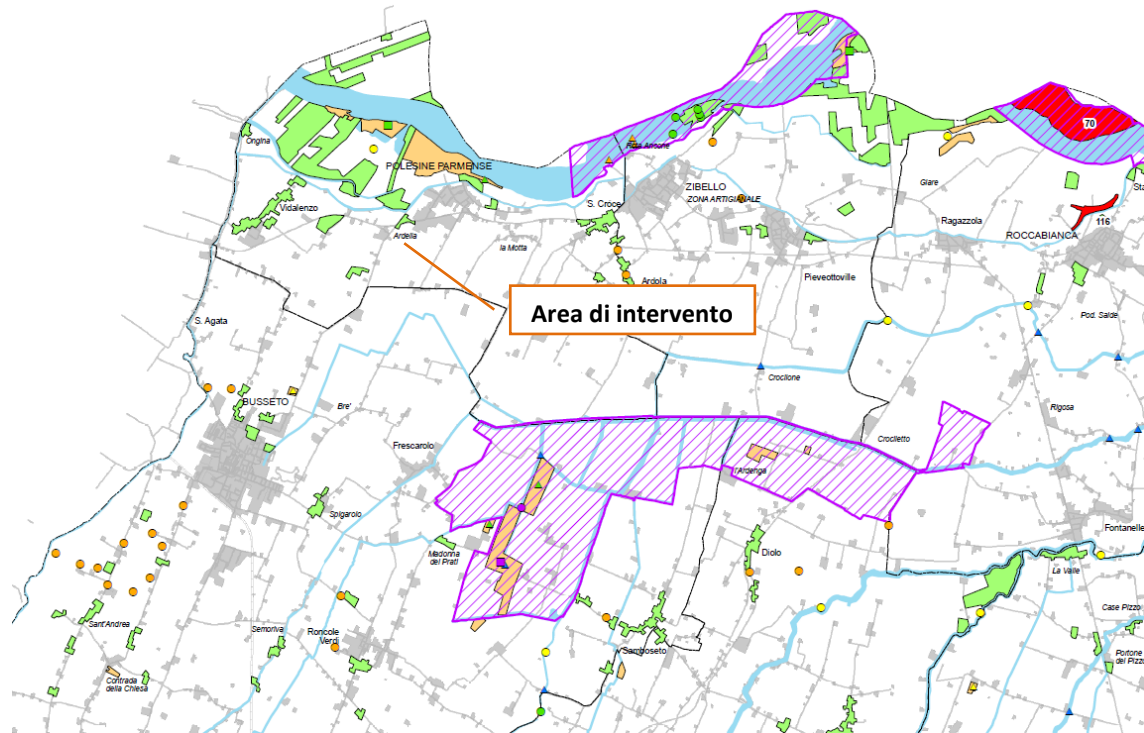 70
Ongina
POLESINE PARMENSE
Vidalenzo
S. Croce
ZIBELLO
ZONA ARTIGIANALE
Giare
Ragazzola
116
ROCCABIANCA
Ardella
la Motta
Ardola
Pieveottoville
Area di intervento
S. Agata
Pod. Salde
Crocilone
BUSSETO
Bre'
Rigosa
Frescarolo
Crociletto
l'Ardenga
Spigarolo
Fontanelle
Madonna
dei Prati
Diolo
La Valle
Case Pizzo
Sant'Andrea
Semoriva
Roncole
Verdi
Samboseto
Portone
del Pizzo
Contrada
della Chiesa